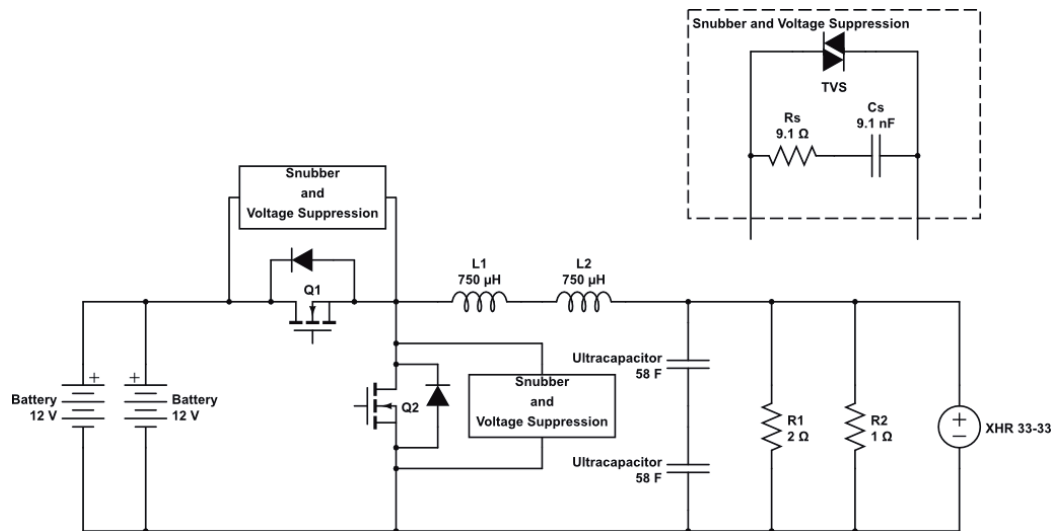 Snubber and Voltage Suppression
TVS
Rs
9.1 Ω
Cs
9.1 nF
Snubber
and
Voltage Suppression
Q1
L1
750 µH
L2
750 µH
Battery
12 V
Battery
12 V
Q2
Snubber
and
Voltage Suppression
Ultracapacitor
58 F
Ultracapacitor
58 F
R1
2 Ω
R2
1 Ω
XHR 33-33